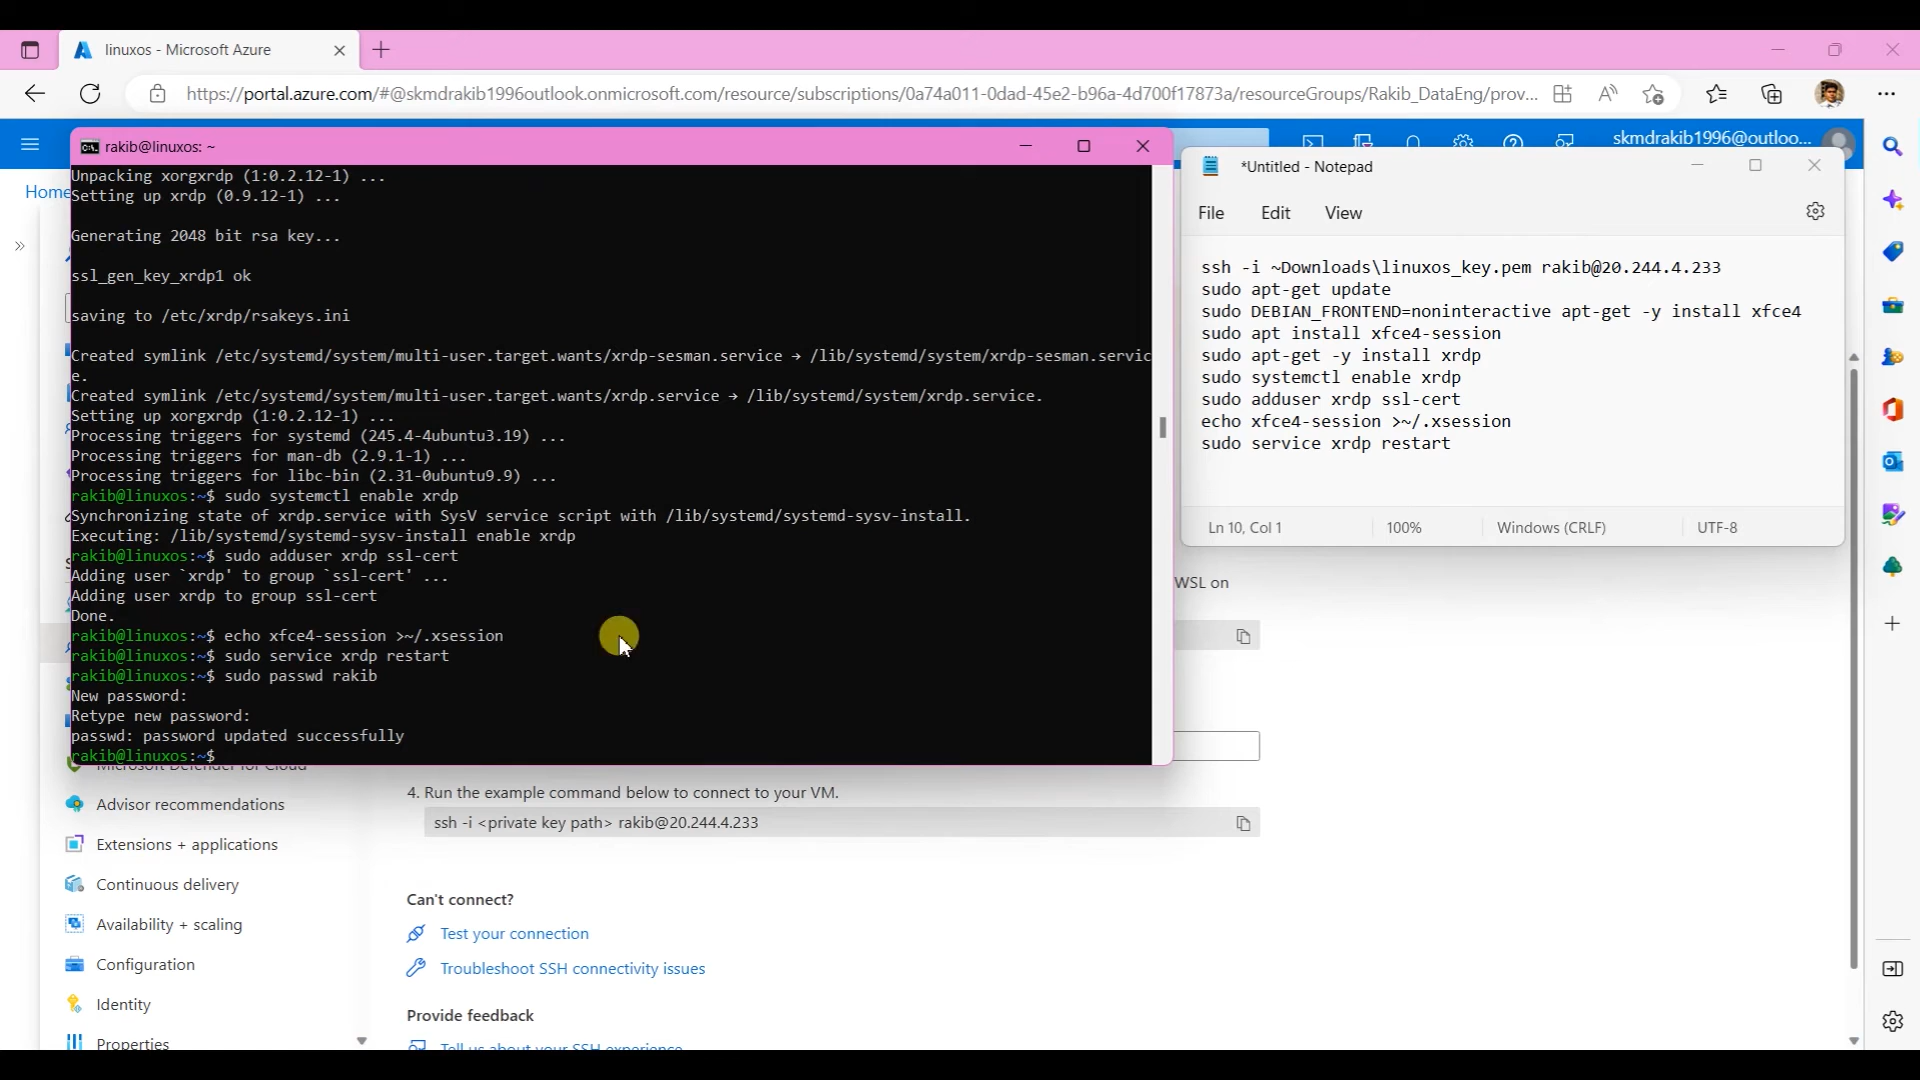 linuxos - Microsoft Azure
https://portal.azure.com/#@skmdrakib1996outlook.onmicrosoft.com/resource/subscriptions/0a74a011-0dad-45e2-b96a-4d700f17873a/resourceGroups/Rakib_DataEng/prov...
skmdrakib1996@outloo...
Home
rakib@linuxos: ~
Unpacking xorgxrdp (1:0.2.12-1) ...
Setting up xrdp (0.9.12-1) ...
Generating 2048 bit rsa key...
ssl_gen_key_xrdp1 ok
saving to /etc/xrdp/rsakeys.ini
Created symlink /etc/systemd/system/multi-user.target.wants/xrdp-sesman.service → /lib/systemd/system/xrdp-sesman.servic
e.
Created symlink /etc/systemd/system/multi-user.target.wants/xrdp.service → /lib/systemd/system/xrdp.service.
Setting up xorgxrdp (1:0.2.12-1) ...
Processing triggers for systemd (245.4-4ubuntu3.19) ...
Processing triggers for man-db (2.9.1-1) ...
Processing triggers for libc-bin (2.31-0ubuntu9.9) ...
rakib@linuxos:~$ sudo systemctl enable xrdp
Synchronizing state of xrdp.service with SysV service script with /lib/systemd/systemd-sysv-install.
Executing: /lib/systemd/systemd-sysv-install enable xrdp
rakib@linuxos:~$ sudo adduser xrdp ssl-cert
Adding user `xrdp' to group `ssl-cert' ...
Adding user xrdp to group ssl-cert
Done.
rakib@linuxos:~$ echo xfce4-session >~/.xsession
rakib@linuxos:~$ sudo service xrdp restart
rakib@linuxos:~$ sudo passwd rakib
New password:
Retype new password:
passwd: password updated successfully
rakib@linuxos:~$
*Untitled - Notepad
File Edit View
ssh -i ~Downloads\linuxos_key.pem rakib@20.244.4.233
sudo apt-get update
sudo DEBIAN_FRONTEND=noninteractive apt-get -y install xfce4
sudo apt install xfce4-session
sudo apt-get -y install xrdp
sudo systemctl enable xrdp
sudo adduser xrdp ssl-cert
echo xfce4-session >~/.xsession
sudo service xrdp restart
Ln 10, Col 1 100% Windows (CRLF) UTF-8
WSL on
Microsoft Defender for Cloud
Advisor recommendations
Extensions + applications
Continuous delivery
Availability + scaling
Configuration
Identity
Properties
4. Run the example command below to connect to your VM.
ssh -i <private key path> rakib@20.244.4.233
Can't connect?
Test your connection
Troubleshoot SSH connectivity issues
Provide feedback
Tell us about your SSH experience